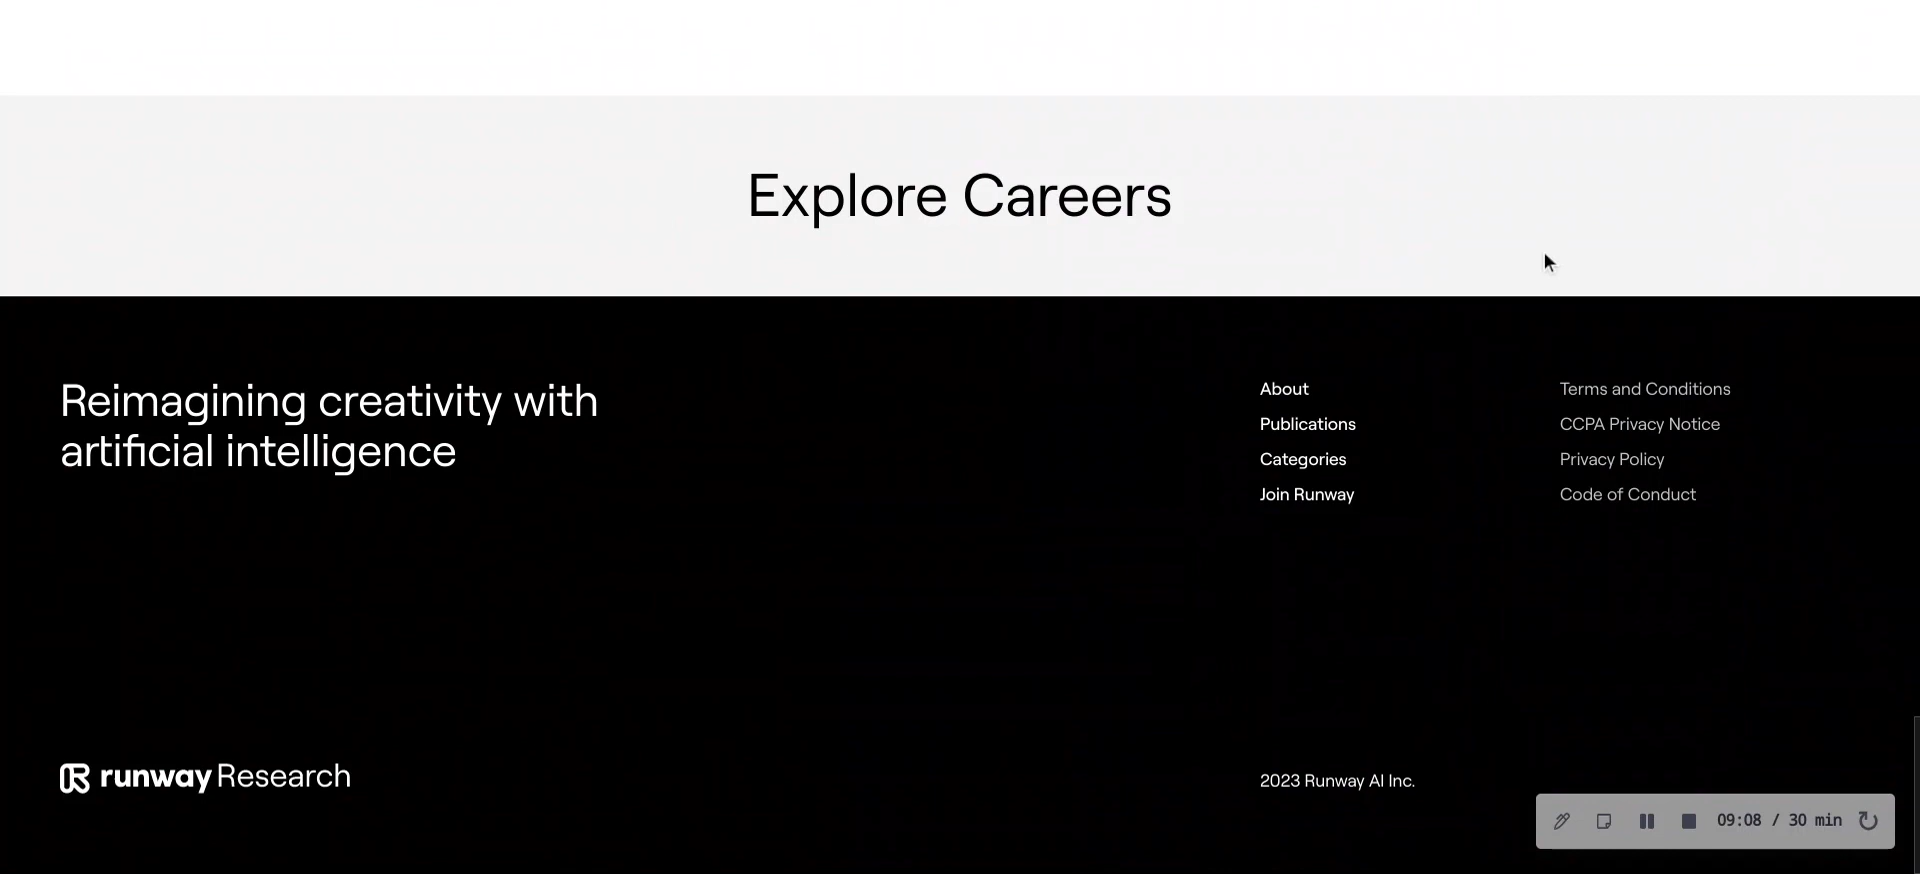 Explore Careers
Reimagining creativity with
artificial intelligence
About
Publications
Categories
Join Runway
Terms and Conditions
CCPA Privacy Notice
Privacy Policy
Code of Conduct
runway Research
2023 Runway AI Inc.
09:08 / 30 min